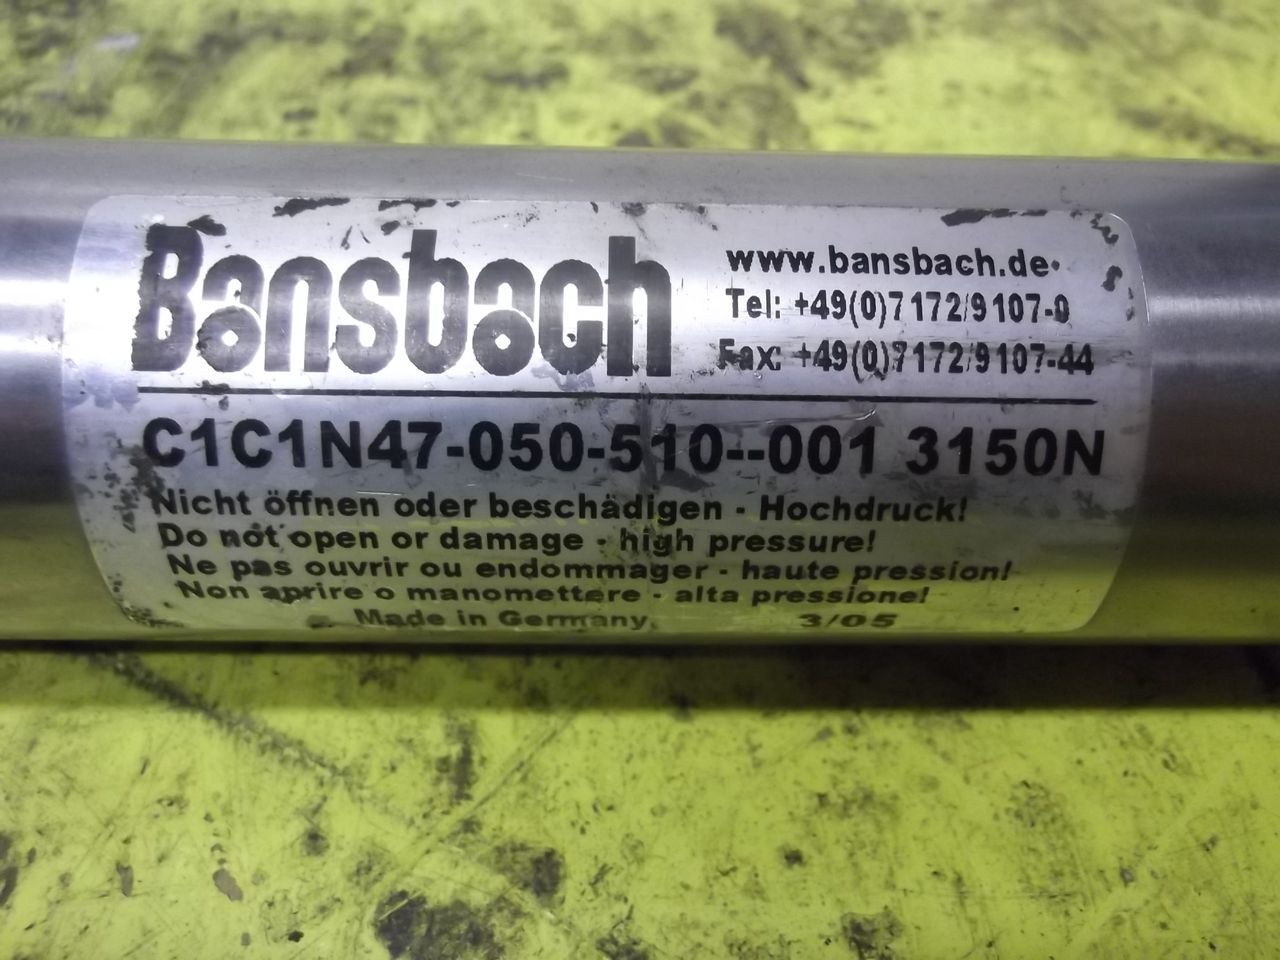 Bansbach
www.bansbach.de
Tel: +49(0)7172/9107-0
Fax: +49(0)7172/9107-44
C1C1N47-050-510--001 3150N
Nicht öffnen oder beschädigen - Hochdruck!
Do not open or damage - high pressure!
Ne pas ouvrir ou endommager - haute pression!
Non aprire o manomettere - alta pressione!
Made in Germany 3/05